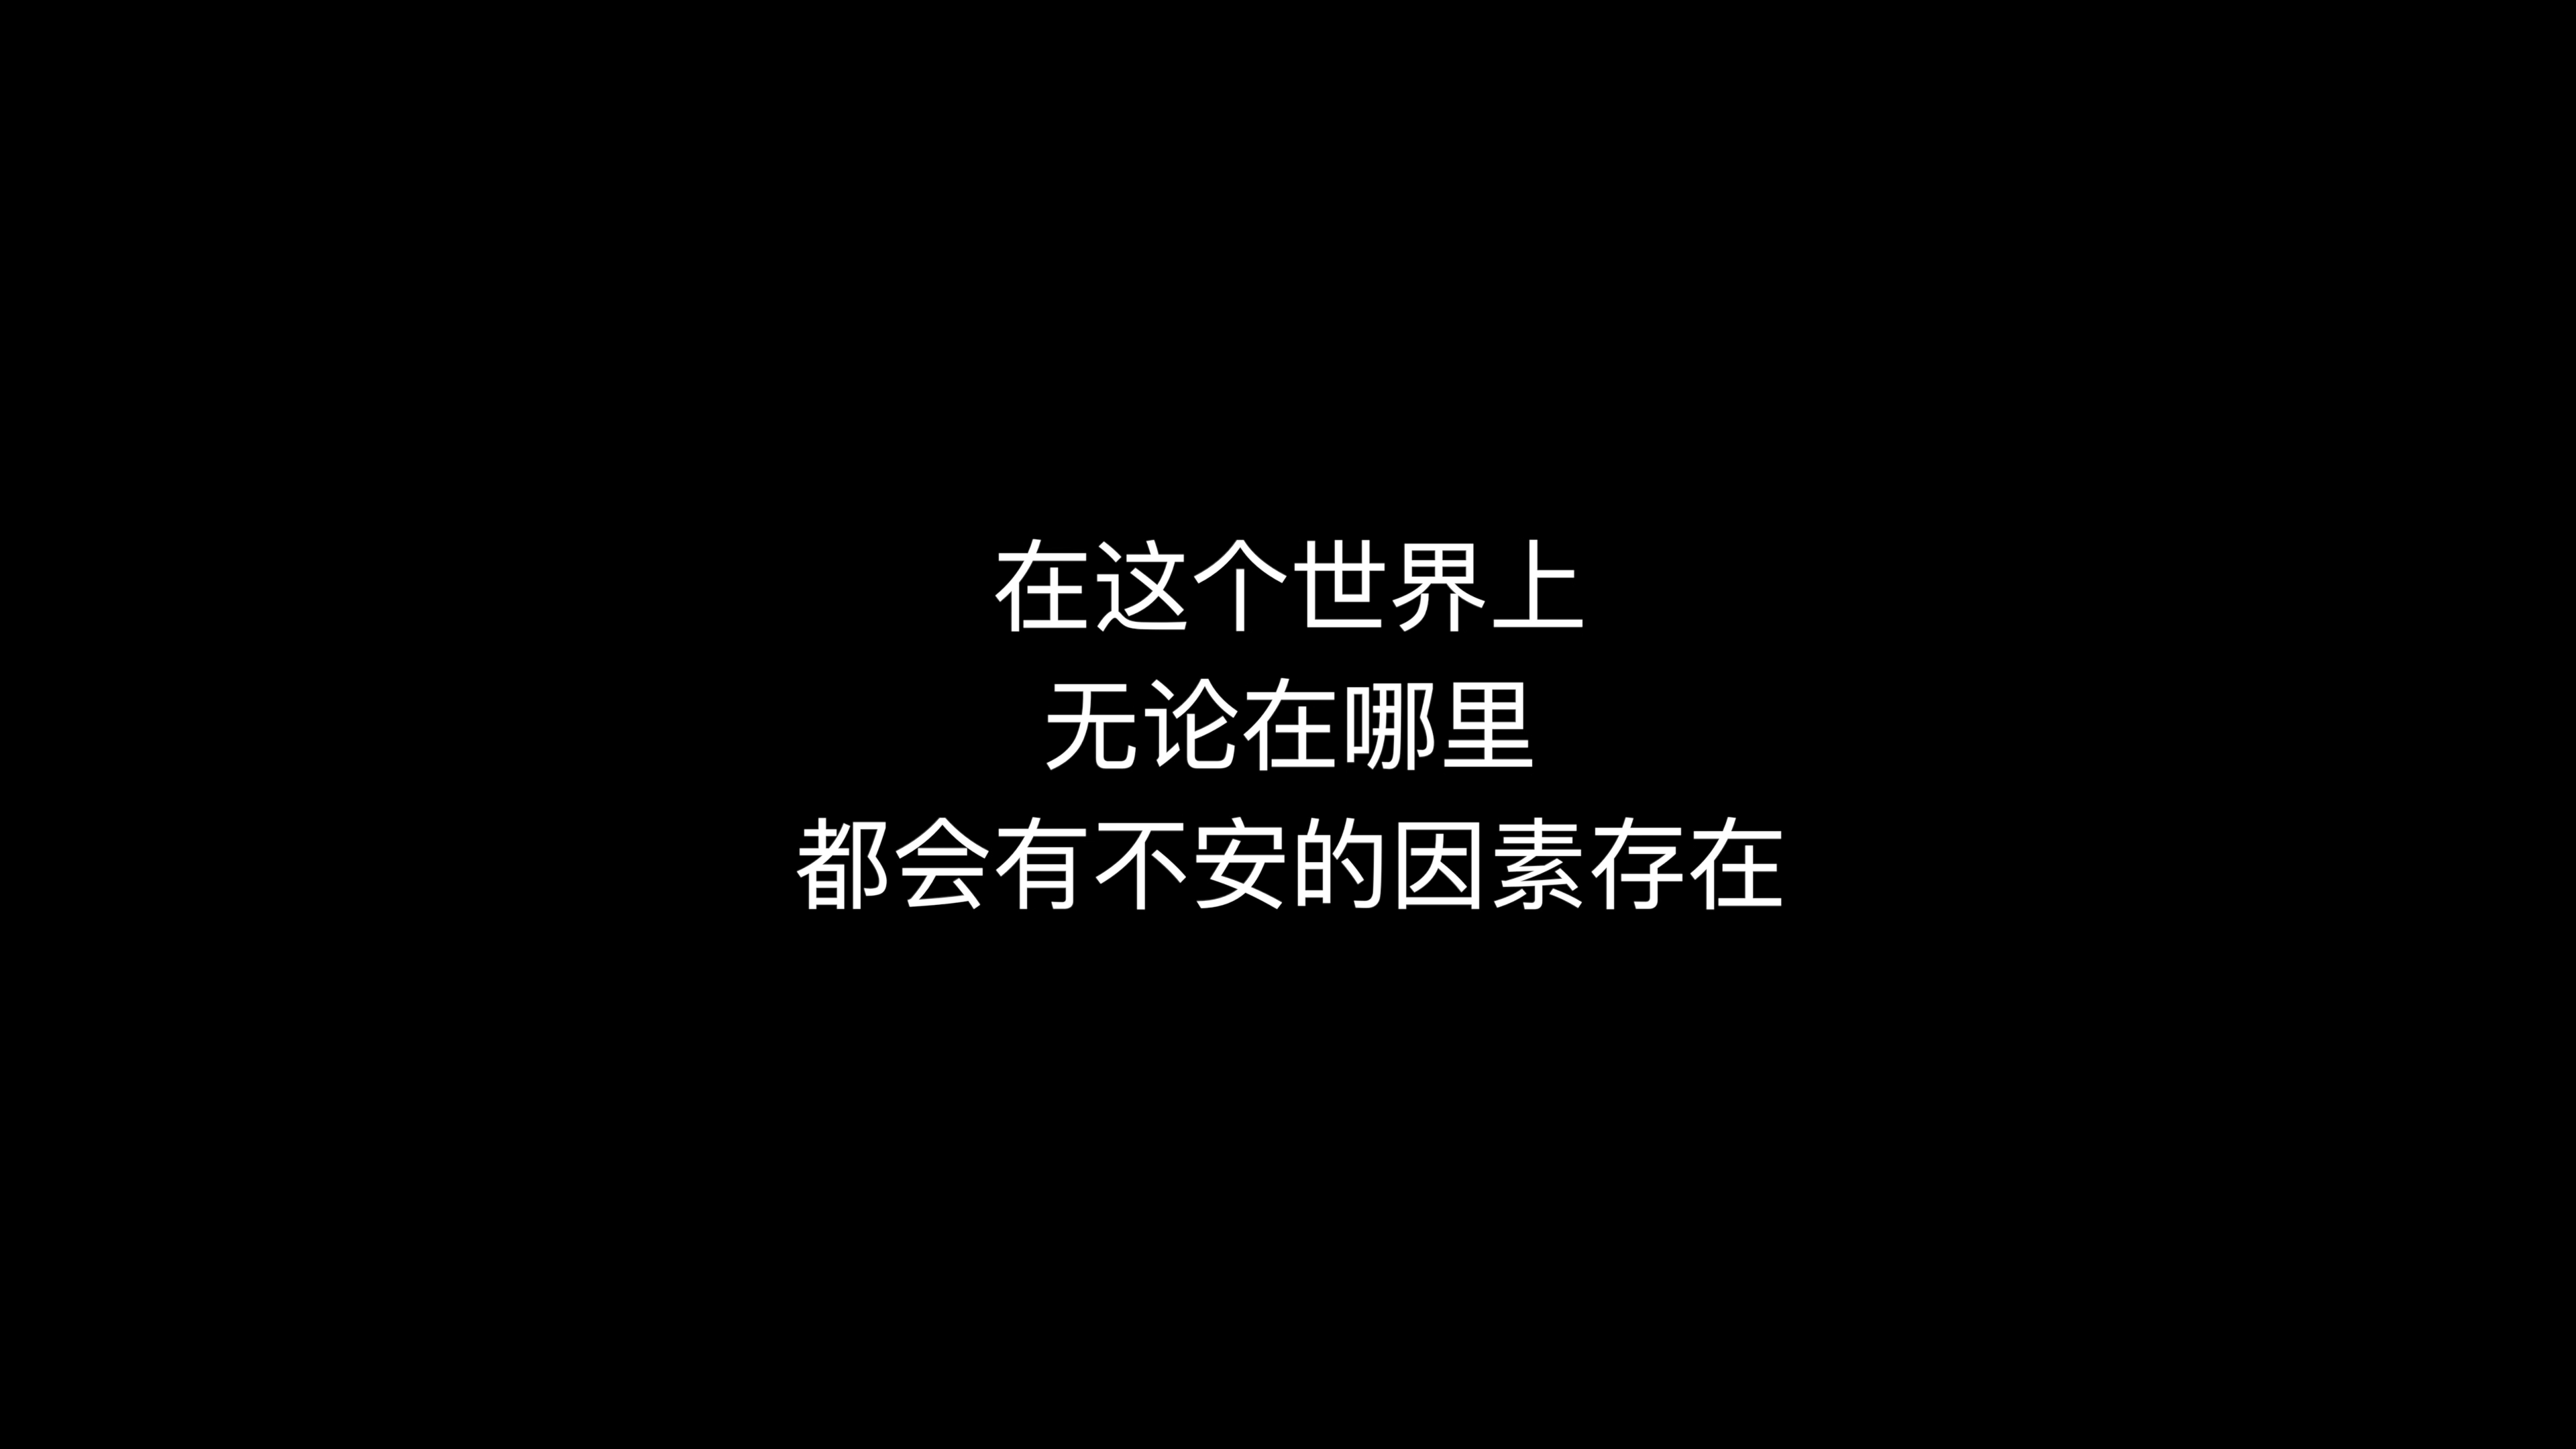 在这个世界上
无论在哪里
都会有不安的因素存在